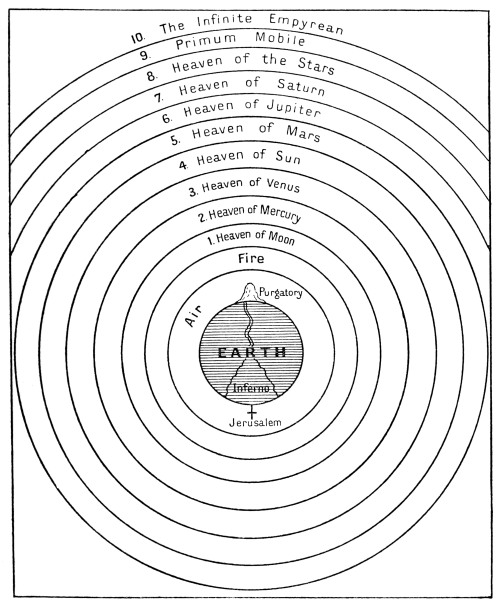 10. The Infinite Empyrean
9. Primum Mobile
8. Heaven of the Stars
7. Heaven of Saturn
6. Heaven of Jupiter
5. Heaven of Mars
4. Heaven of Sun
3. Heaven of Venus
2. Heaven of Mercury
1. Heaven of Moon
Fire
Air
Purgatory
EARTH
Inferno
Jerusalem